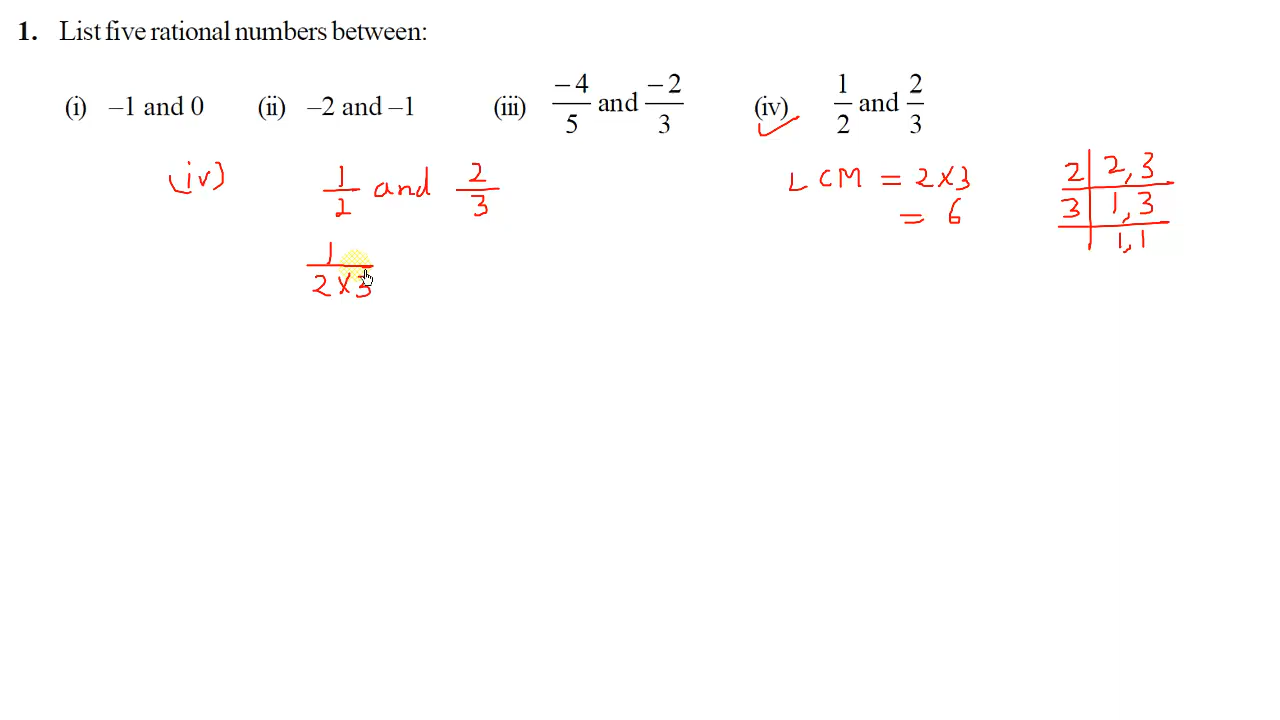 1. List five rational numbers between:
(i) –1 and 0 (ii) –2 and –1 (iii) −4/5 and −2/3 (iv) 1/2 and 2/3
(iv) 1/2 and 2/3 LCM = 2×3
= 6
2 | 2, 3
3 | 1, 3
| 1, 1
1/2×3